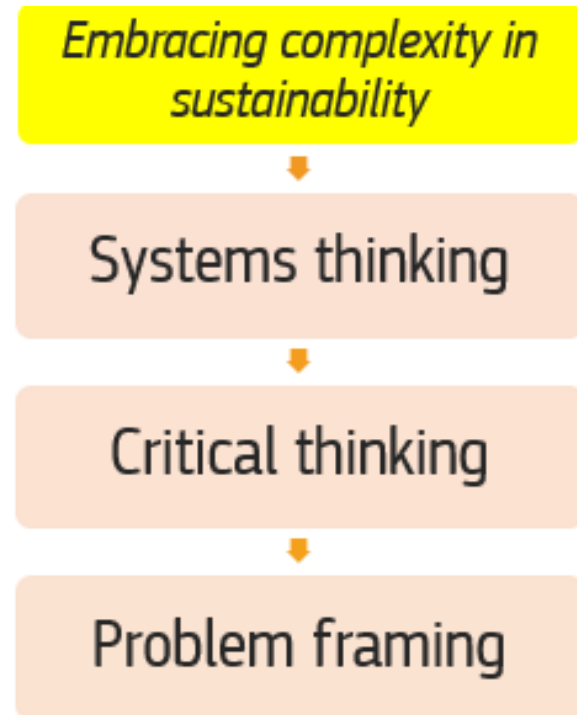 Embracing complexity in
sustainability
Systems thinking
Critical thinking
Problem framing